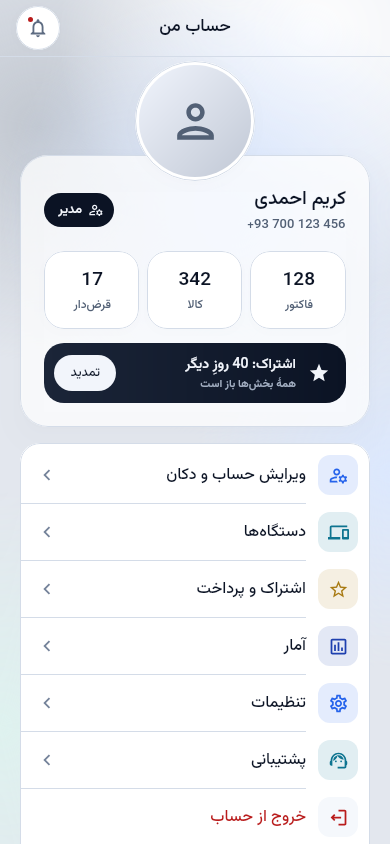 حساب من
کریم احمدی
+93 700 123 456
مدیر
128
فاکتور
342
کالا
17
قرض‌دار
اشتراک: 40 روزِ دیگر
همهٔ بخش‌ها باز است
تمدید
ویرایش حساب و دکان
دستگاه‌ها
اشتراک و پرداخت
آمار
تنظیمات
پشتیبانی
خروج از حساب